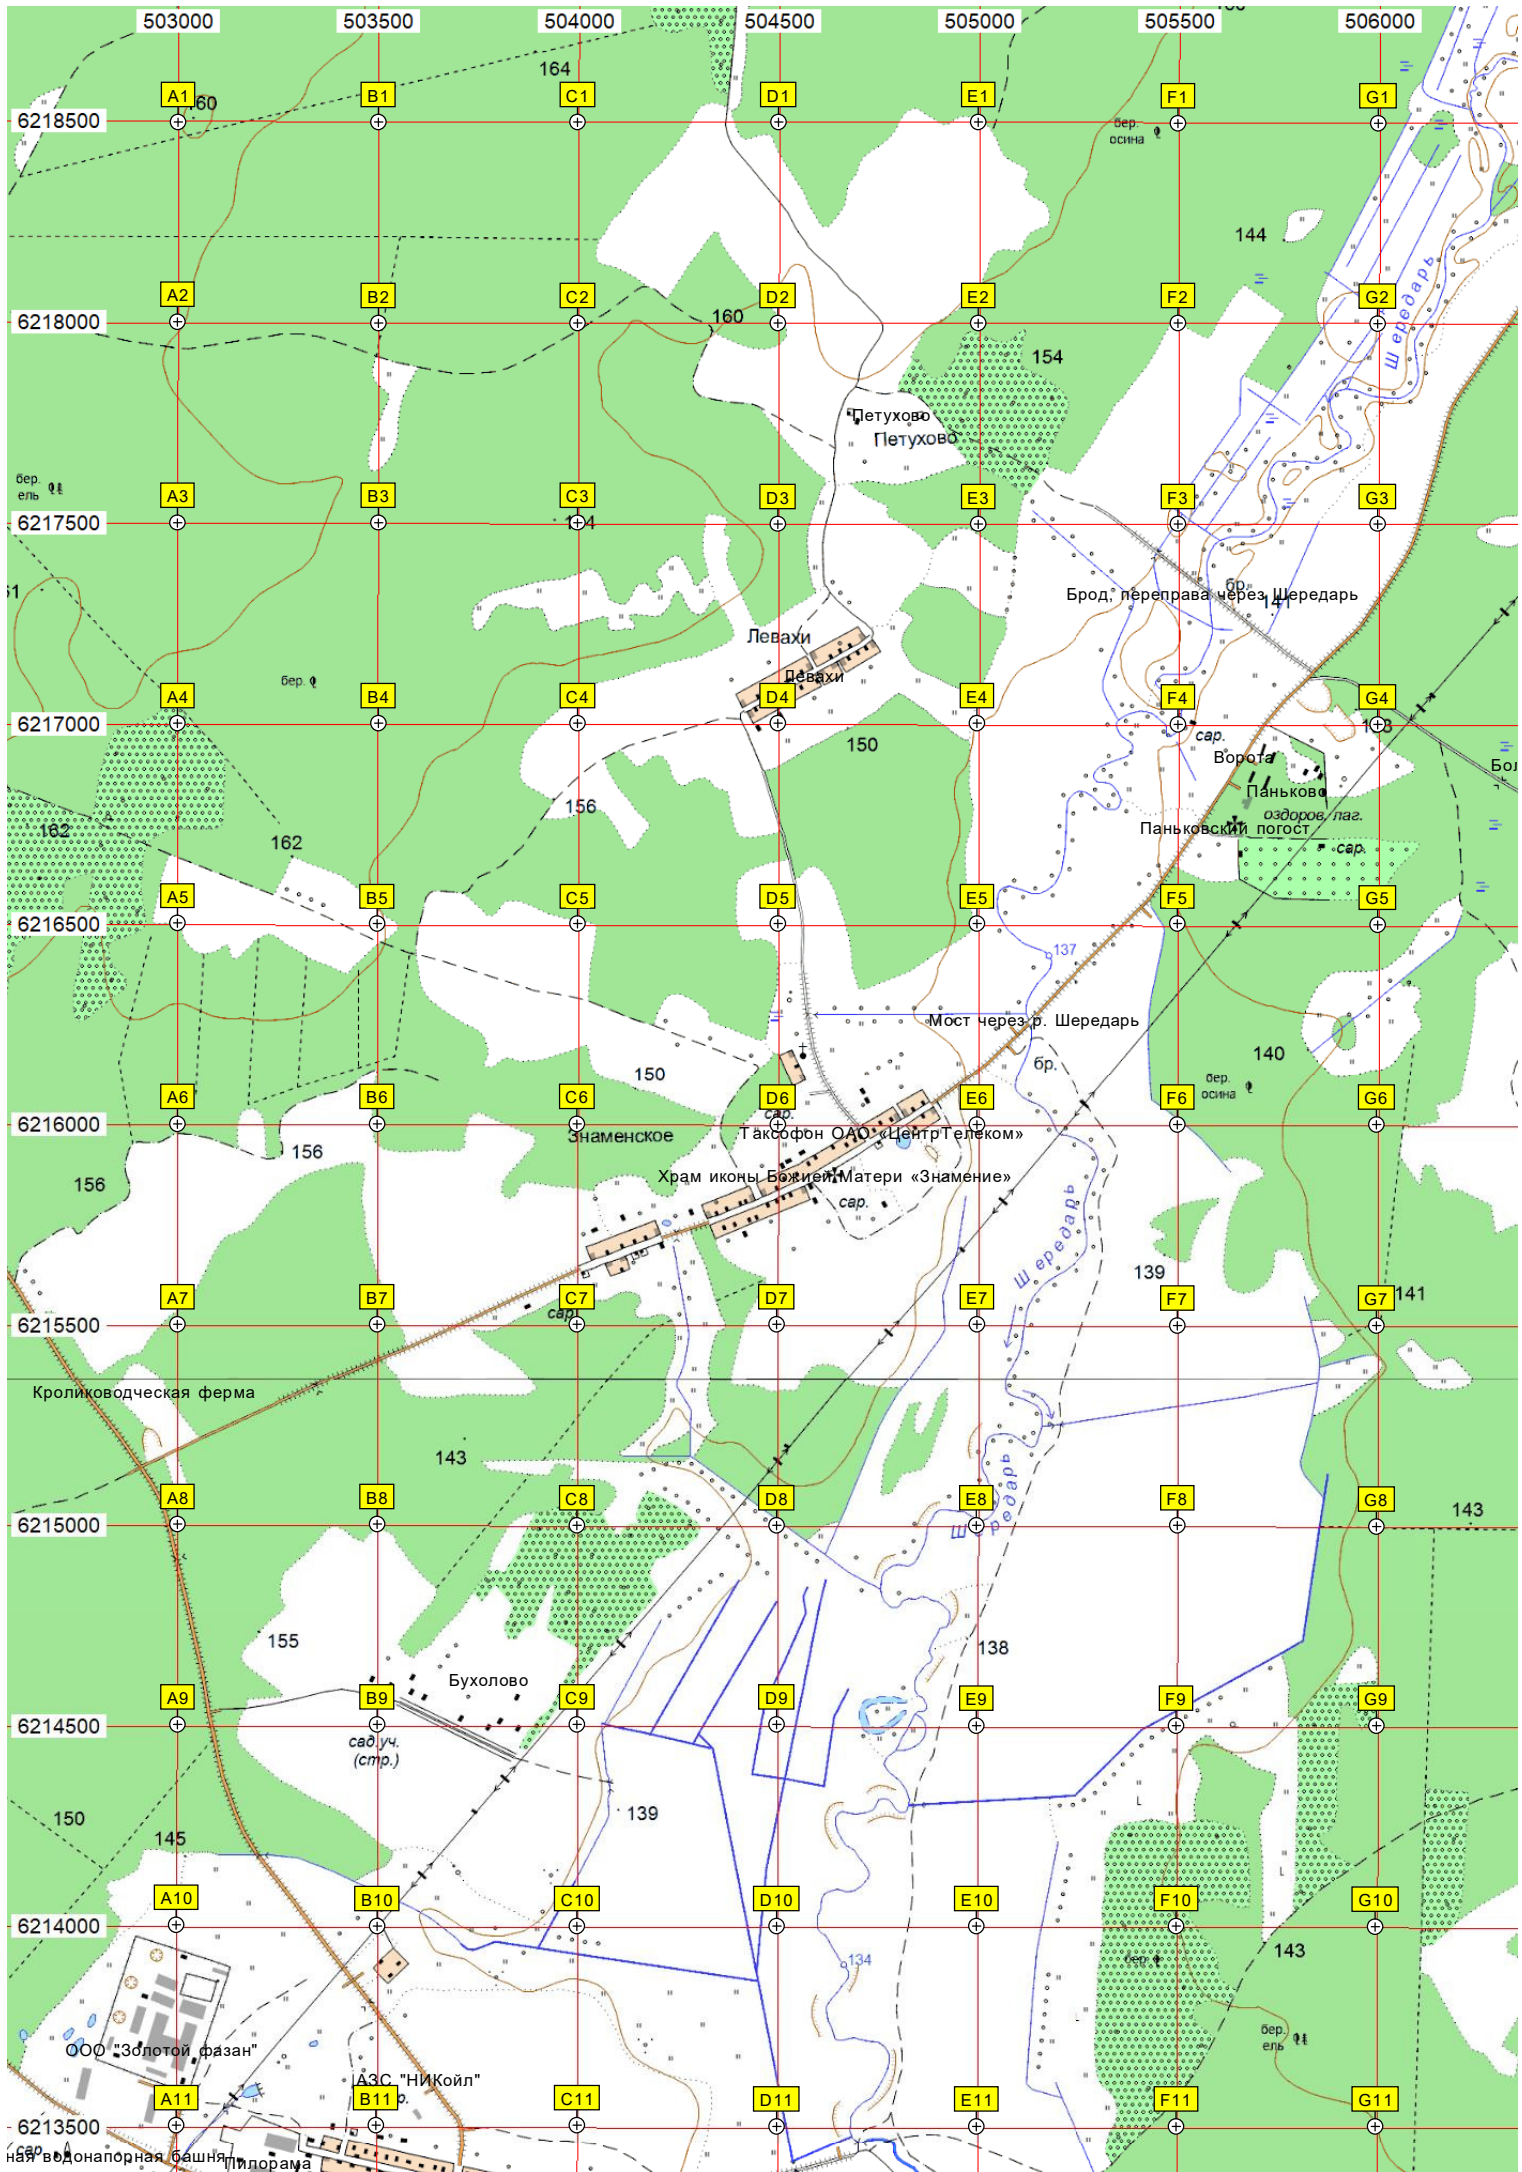 503000 503500 504000 504500 505000 505500 506000
164
A1 B1 C1 D1 E1 F1 G1
60
6218500
бер.
осина
144
Шередарь
A2 B2 C2 D2 E2 F2 G2
160
6218000
154
Петухово
Петухово
бер.
ель
A3 B3 C3 D3 E3 F3 G3
6217500
бр.
Брод, переправа через Шередарь
141
Левахи
Левахи
бер.
A4 B4 C4 D4 E4 F4 G4
6217000
150
сар.
Ворота
Бол
Паньково
156
оздоров. лаг.
162
Паньковский погост
162
сар.
A5 B5 C5 D5 E5 F5 G5
6216500
137
Мост через р. Шередарь
бр.
140
150
бер.
осина
A6 B6 C6 D6 E6 F6 G6
сар.
6216000
Знаменское
Таксофон ОАО «ЦентрТелеком»
156
Храм иконы Божией Матери «Знамение»
156
сар.
Шередарь
139
A7 B7 C7 D7 E7 F7 G7
141
сар.
6215500
Кролиководческая ферма
143
Шередарь
A8 B8 C8 D8 E8 F8 G8
143
6215000
155
138
Бухолово
A9 B9 C9 D9 E9 F9 G9
6214500
сад.уч.
(стр.)
139
150
145
A10 B10 C10 D10 E10 F10 G10
6214000
143
бер.
134
бер.
ель
ООО "Золотой фазан"
АЗС "НИКойл"
A11 B11 C11 D11 E11 F11 G11
6213500
сар.
ная водонапорная башня
Пилорама